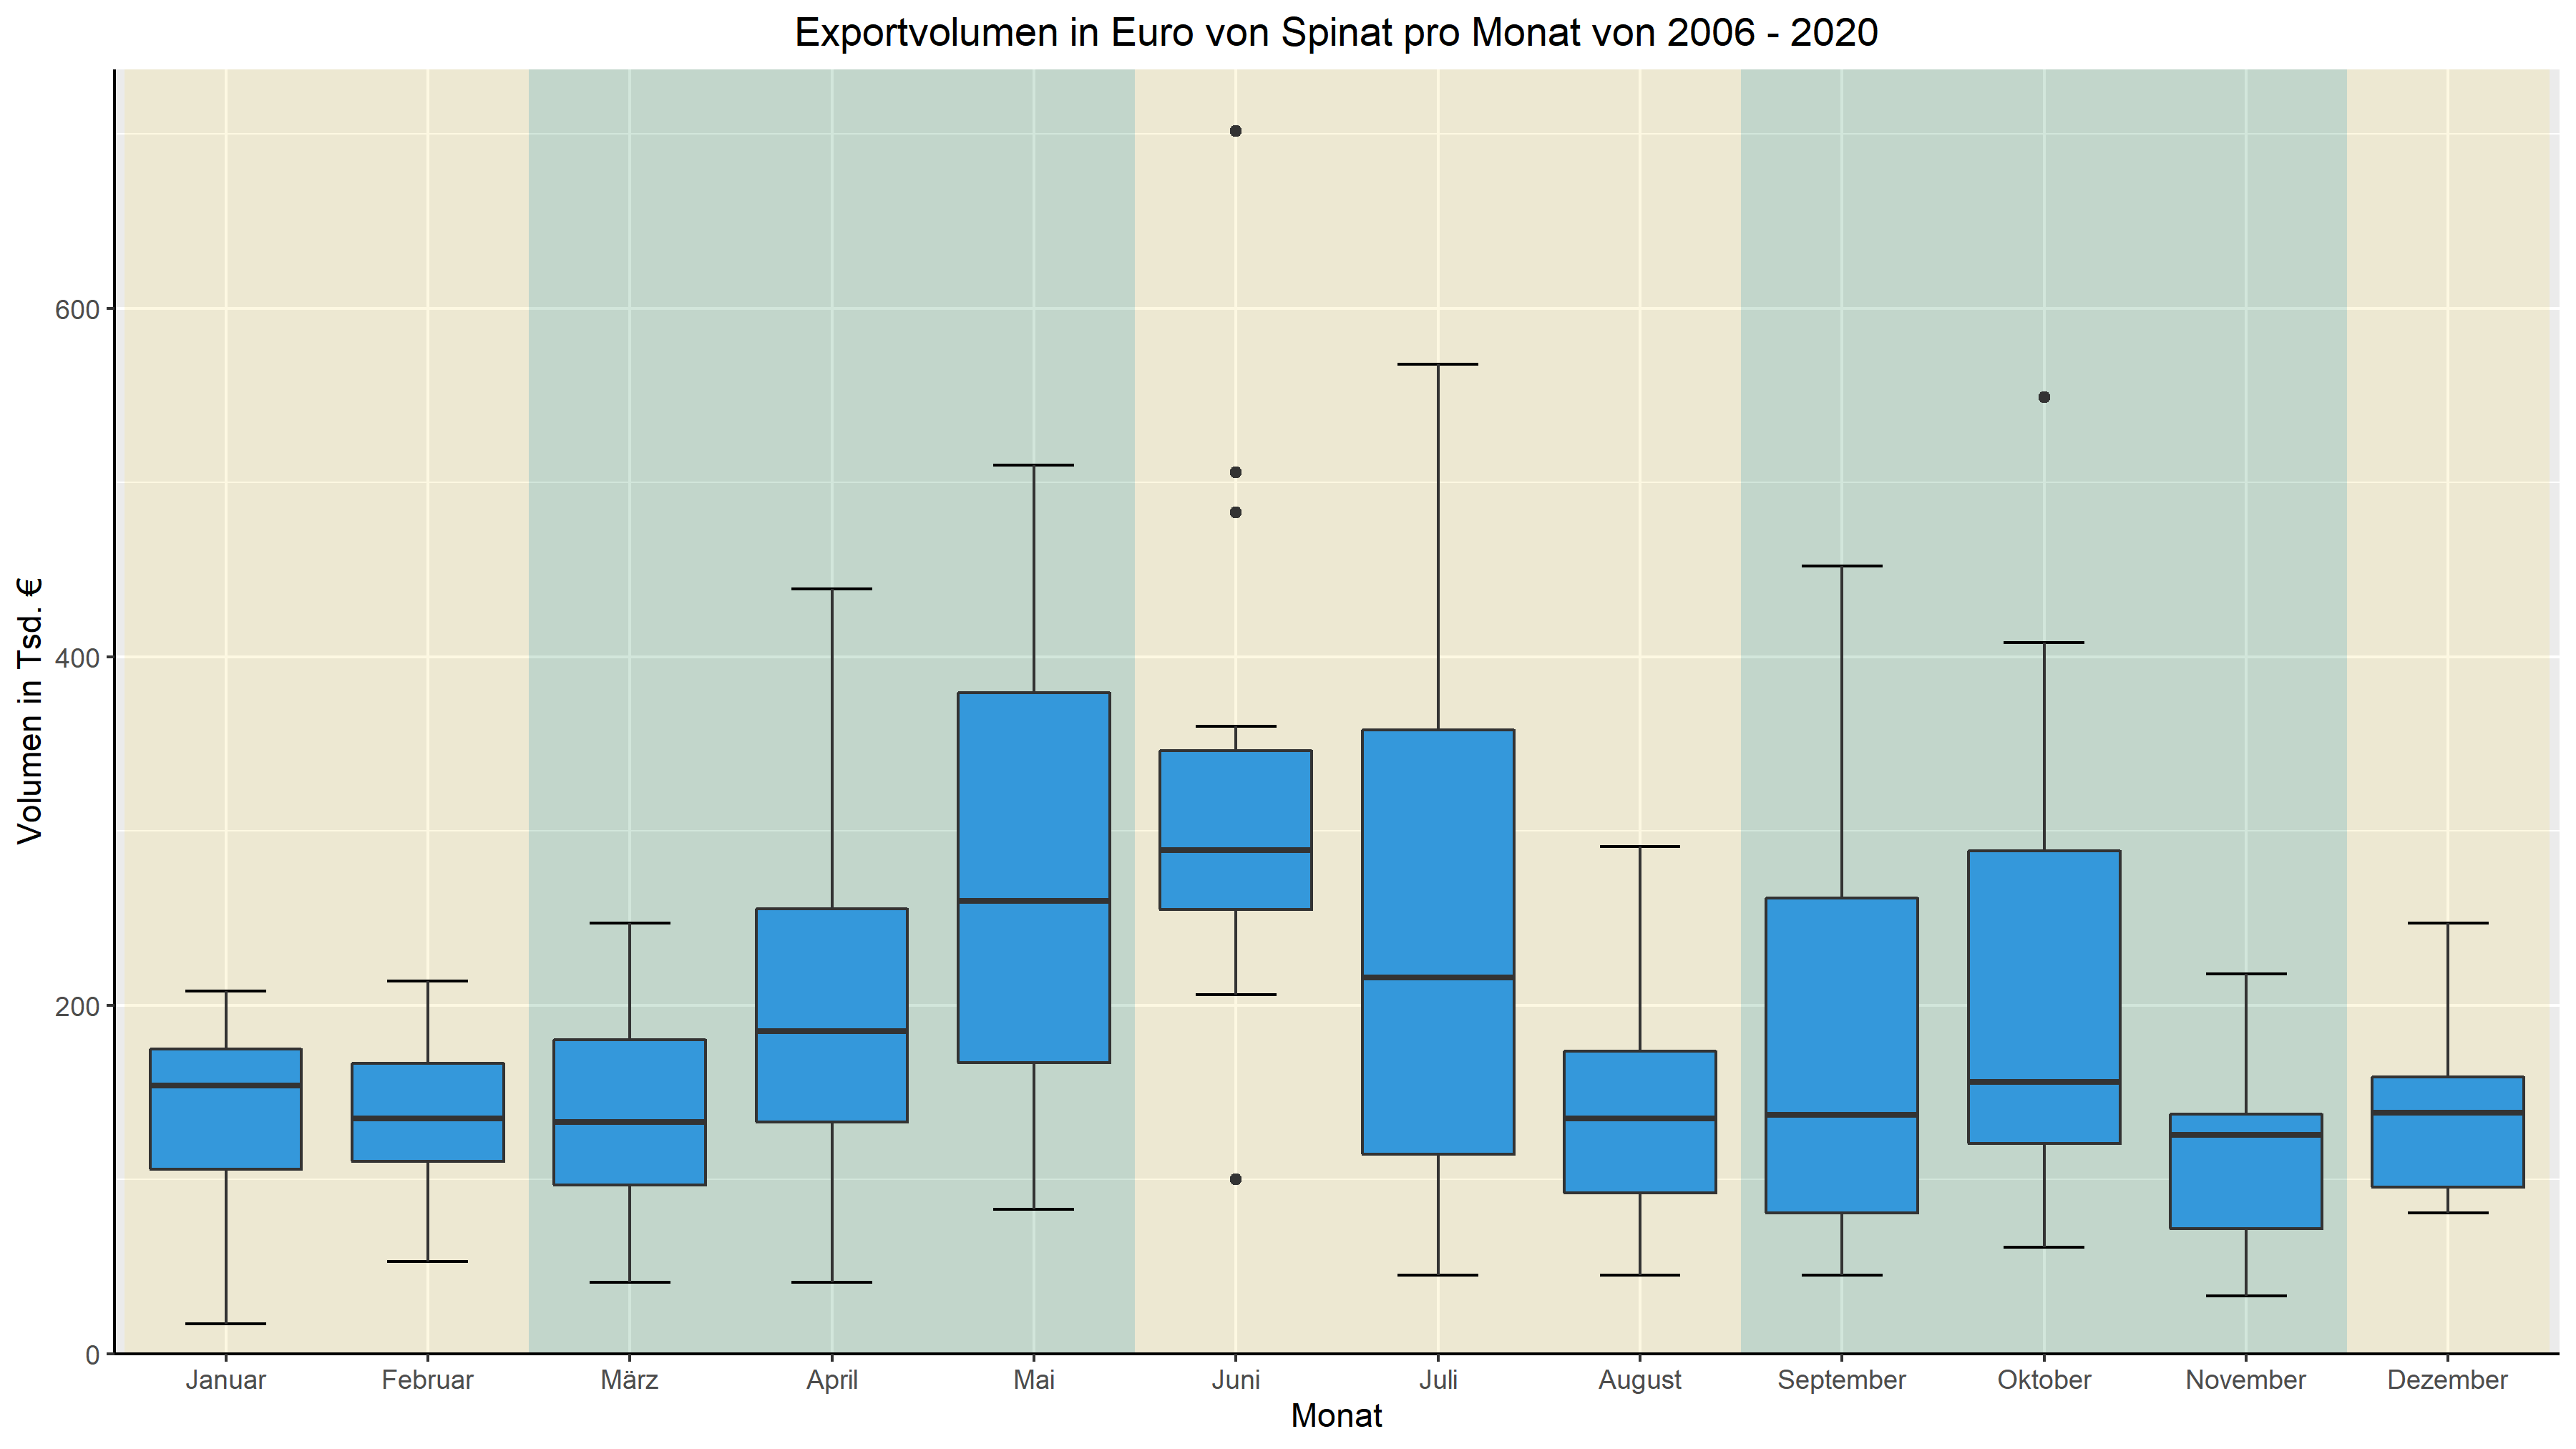 Exportvolumen in Euro von Spinat pro Monat von 2006 - 2020
Volumen in Tsd. €
600
400
200
0
Januar Februar März April Mai Juni Juli August September Oktober November Dezember
Monat